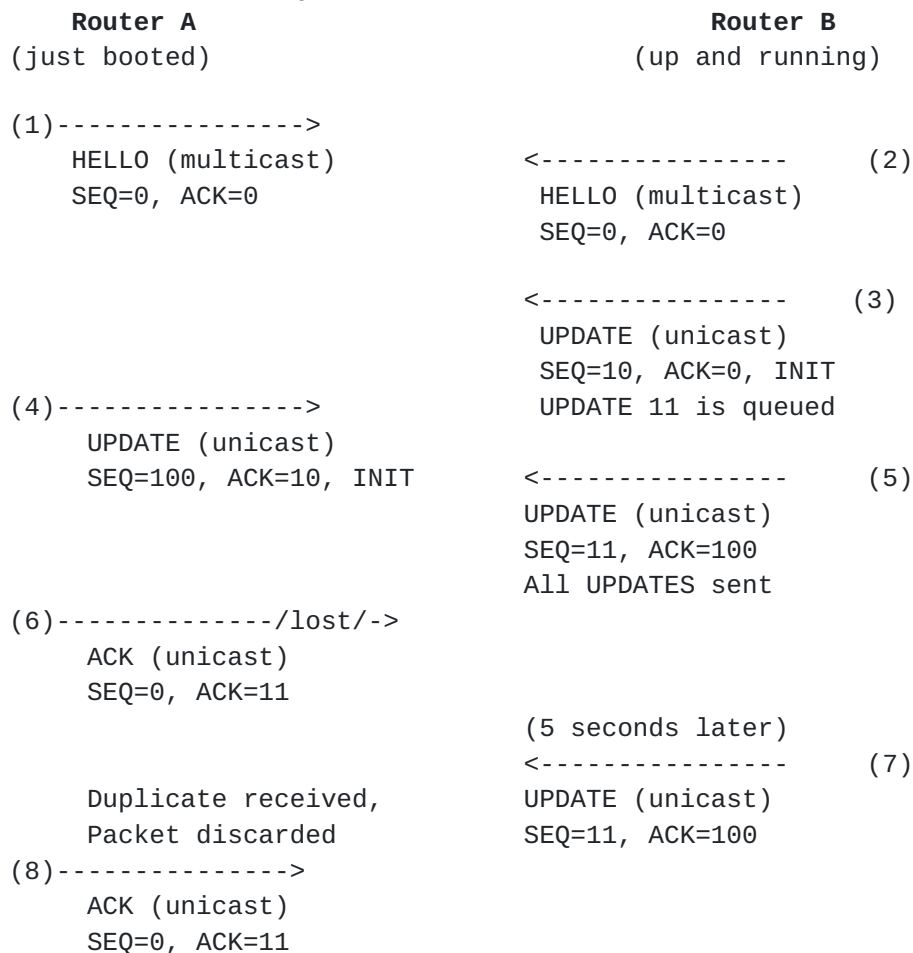 Router A                                  Router B
(just booted)                           (up and running)
(1)---------------->
HELLO (multicast)            <----------------     (2)
SEQ=0, ACK=0                  HELLO (multicast)
SEQ=0, ACK=0
<----------------    (3)
UPDATE (unicast)
SEQ=10, ACK=0, INIT
(4)---------------->               UPDATE 11 is queued
UPDATE (unicast)
SEQ=100, ACK=10, INIT       <----------------     (5)
UPDATE (unicast)
SEQ=11, ACK=100
All UPDATES sent
(6)--------------/lost/->
ACK (unicast)
SEQ=0, ACK=11
(5 seconds later)
<----------------     (7)
Duplicate received,         UPDATE (unicast)
Packet discarded            SEQ=11, ACK=100
(8)--------------->
ACK (unicast)
SEQ=0, ACK=11